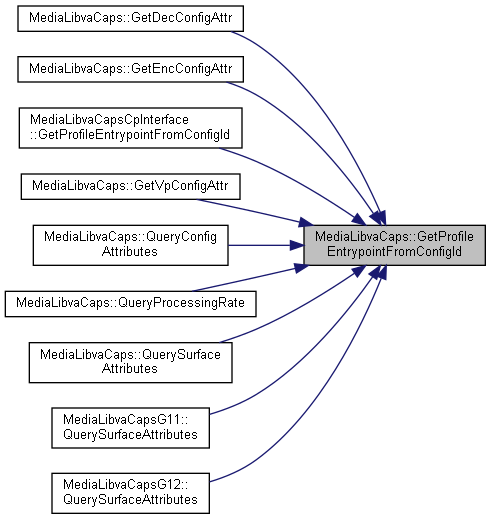 MediaLibvaCaps::GetDecConfigAttr
MediaLibvaCaps::GetEncConfigAttr
MediaLibvaCapsCpInterface
::GetProfileEntrypointFromConfigId
MediaLibvaCaps::GetVpConfigAttr
MediaLibvaCaps::QueryConfig
Attributes
MediaLibvaCaps::GetProfile
EntrypointFromConfigId
MediaLibvaCaps::QueryProcessingRate
MediaLibvaCaps::QuerySurface
Attributes
MediaLibvaCapsG11::
QuerySurfaceAttributes
MediaLibvaCapsG12::
QuerySurfaceAttributes